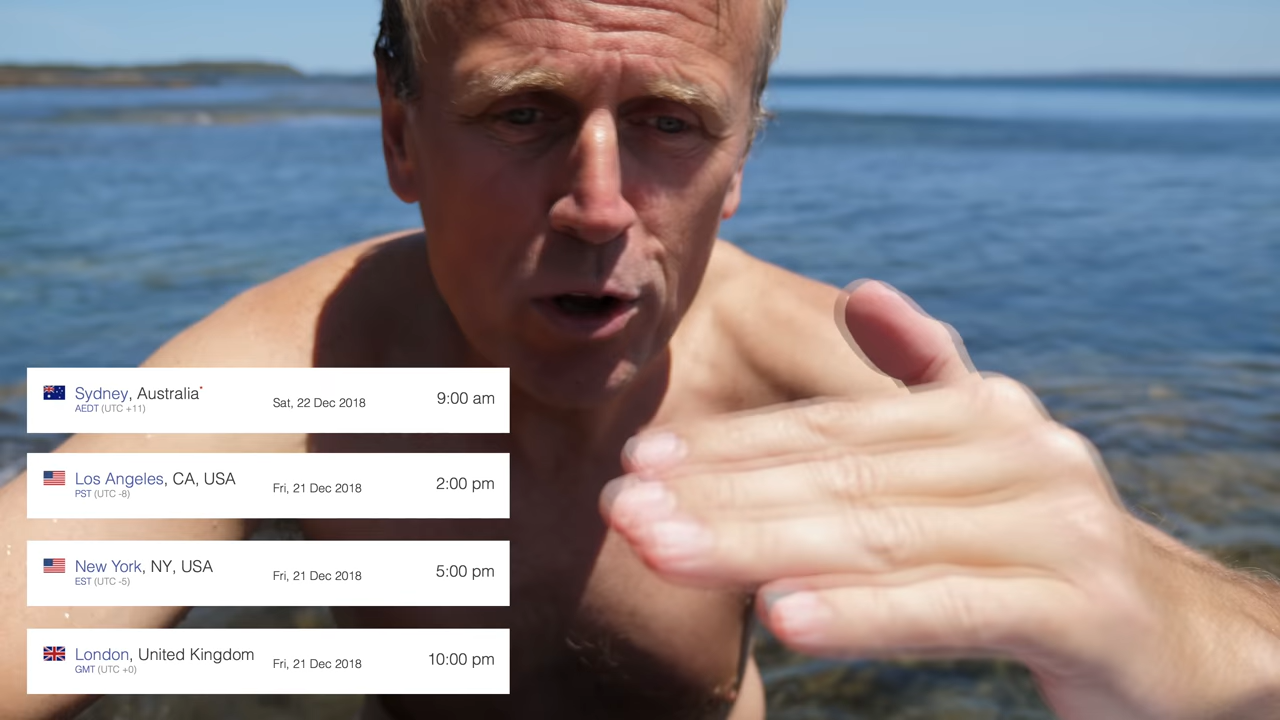 Sydney, Australia*
AEDT (UTC +11)
Sat, 22 Dec 2018
9:00 am
Los Angeles, CA, USA
PST (UTC -8)
Fri, 21 Dec 2018
2:00 pm
New York, NY, USA
EST (UTC -5)
Fri, 21 Dec 2018
5:00 pm
London, United Kingdom
GMT (UTC +0)
Fri, 21 Dec 2018
10:00 pm